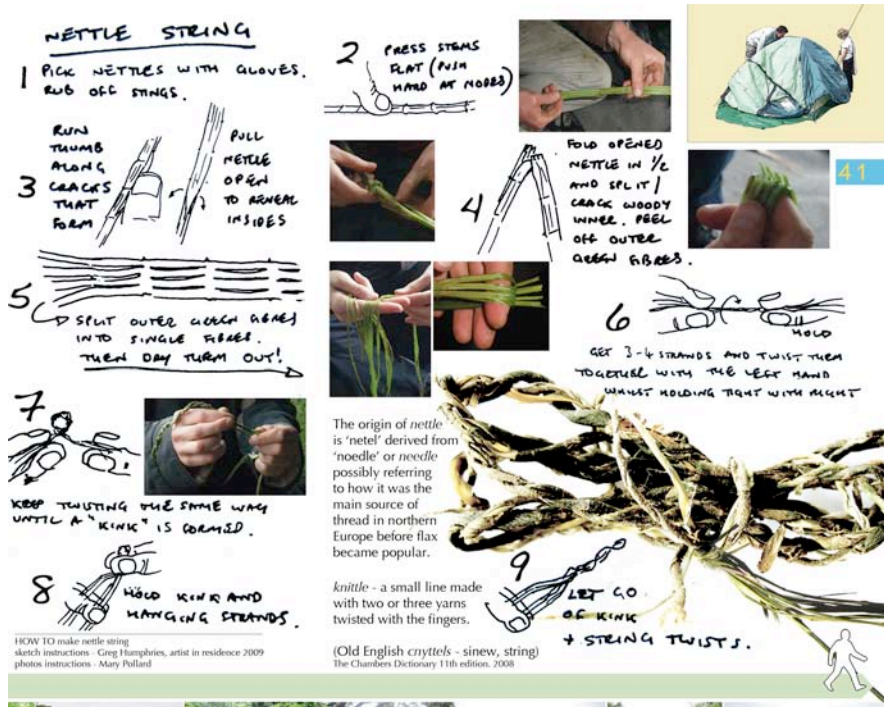 NETTLE STRING
1 PICK NETTLES WITH GLOVES.
RUB OFF STINGS.
2 PRESS STEMS
FLAT (PUSH
HARD AT NODES)
3 RUN
THUMB
ALONG
CRACKS
THAT
FORM
PULL
NETTLE
OPEN
TO REVEAL
INSIDES
4 FOLD OPENED
NETTLE IN 1/2
AND SPLIT /
CRACK WOODY
INNER. PEEL
OFF OUTER
GREEN FIBRES.
41
5 SPLIT OUTER GREEN FIBRES
INTO SINGLE FIBRES.
THEN DRY THEM OUT!
6 HOLD
GET 3-4 STRANDS AND TWIST THEM
TOGETHER WITH THE LEFT HAND
WHILST HOLDING TIGHT WITH RIGHT
7
KEEP TWISTING THE SAME WAY
UNTIL A "KINK" IS FORMED.
8 HOLD KINK AND
HANGING STRANDS.
The origin of nettle
is 'netel' derived from
'noedle' or needle
possibly referring
to how it was the
main source of
thread in northern
Europe before flax
became popular.
knittle - a small line made
with two or three yarns
twisted with the fingers.
(Old English cnyttels - sinew, string)
The Chambers Dictionary 11th edition. 2008
9 LET GO
OF KINK
+ STRING TWISTS.
HOW TO make nettle string
sketch instructions - Greg Humphries, artist in residence 2009
photos instructions - Mary Pollard